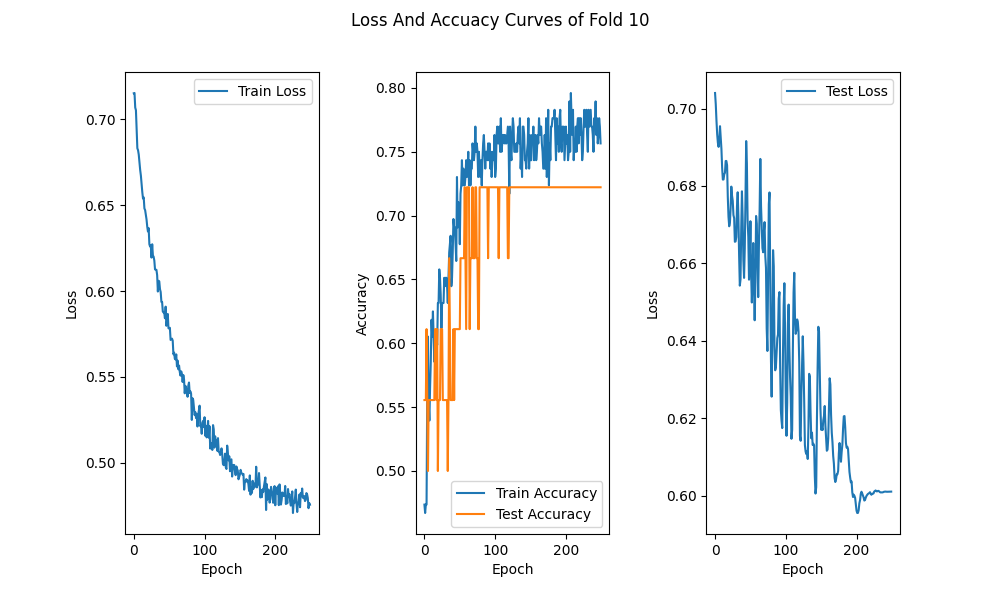 Loss And Accuacy Curves of Fold 10
Train Loss
0.70
0.65
0.60
0.55
0.50
Loss
0 100 200
Epoch
0.80
0.75
0.70
0.65
0.60
0.55
0.50
Accuracy
Train Accuracy
Test Accuracy
0 100 200
Epoch
Test Loss
0.70
0.68
0.66
0.64
0.62
0.60
Loss
0 100 200
Epoch